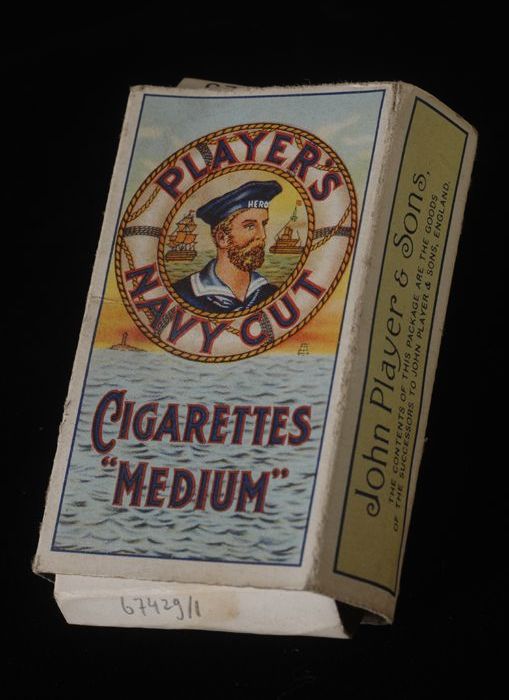 PLAYER'S
HERO
NAVY CUT
CIGARETTES
"MEDIUM"
John Player & Sons,
THE CONTENTS OF THIS PACKAGE ARE THE GOODS
OF THE SUCCESSORS TO JOHN PLAYER & SONS, ENGLAND.
67429/1